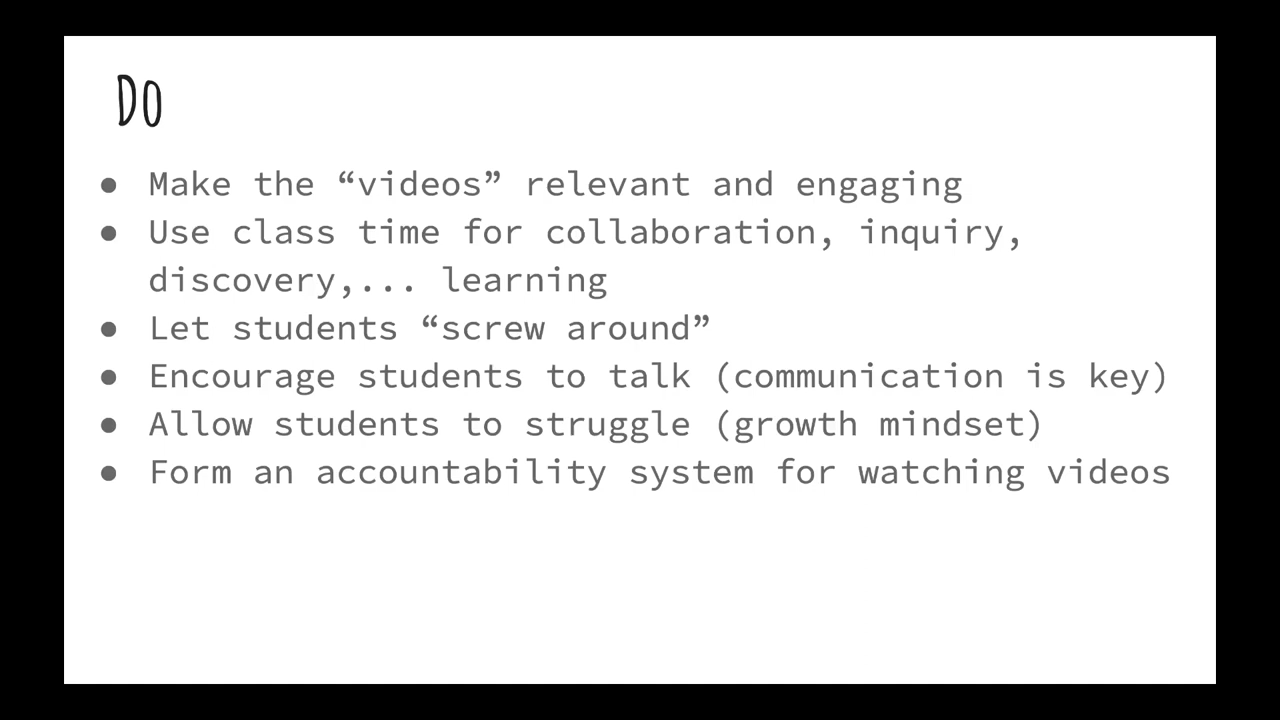 Do
● Make the “videos” relevant and engaging
● Use class time for collaboration, inquiry,
discovery,... learning
● Let students “screw around”
● Encourage students to talk (communication is key)
● Allow students to struggle (growth mindset)
● Form an accountability system for watching videos